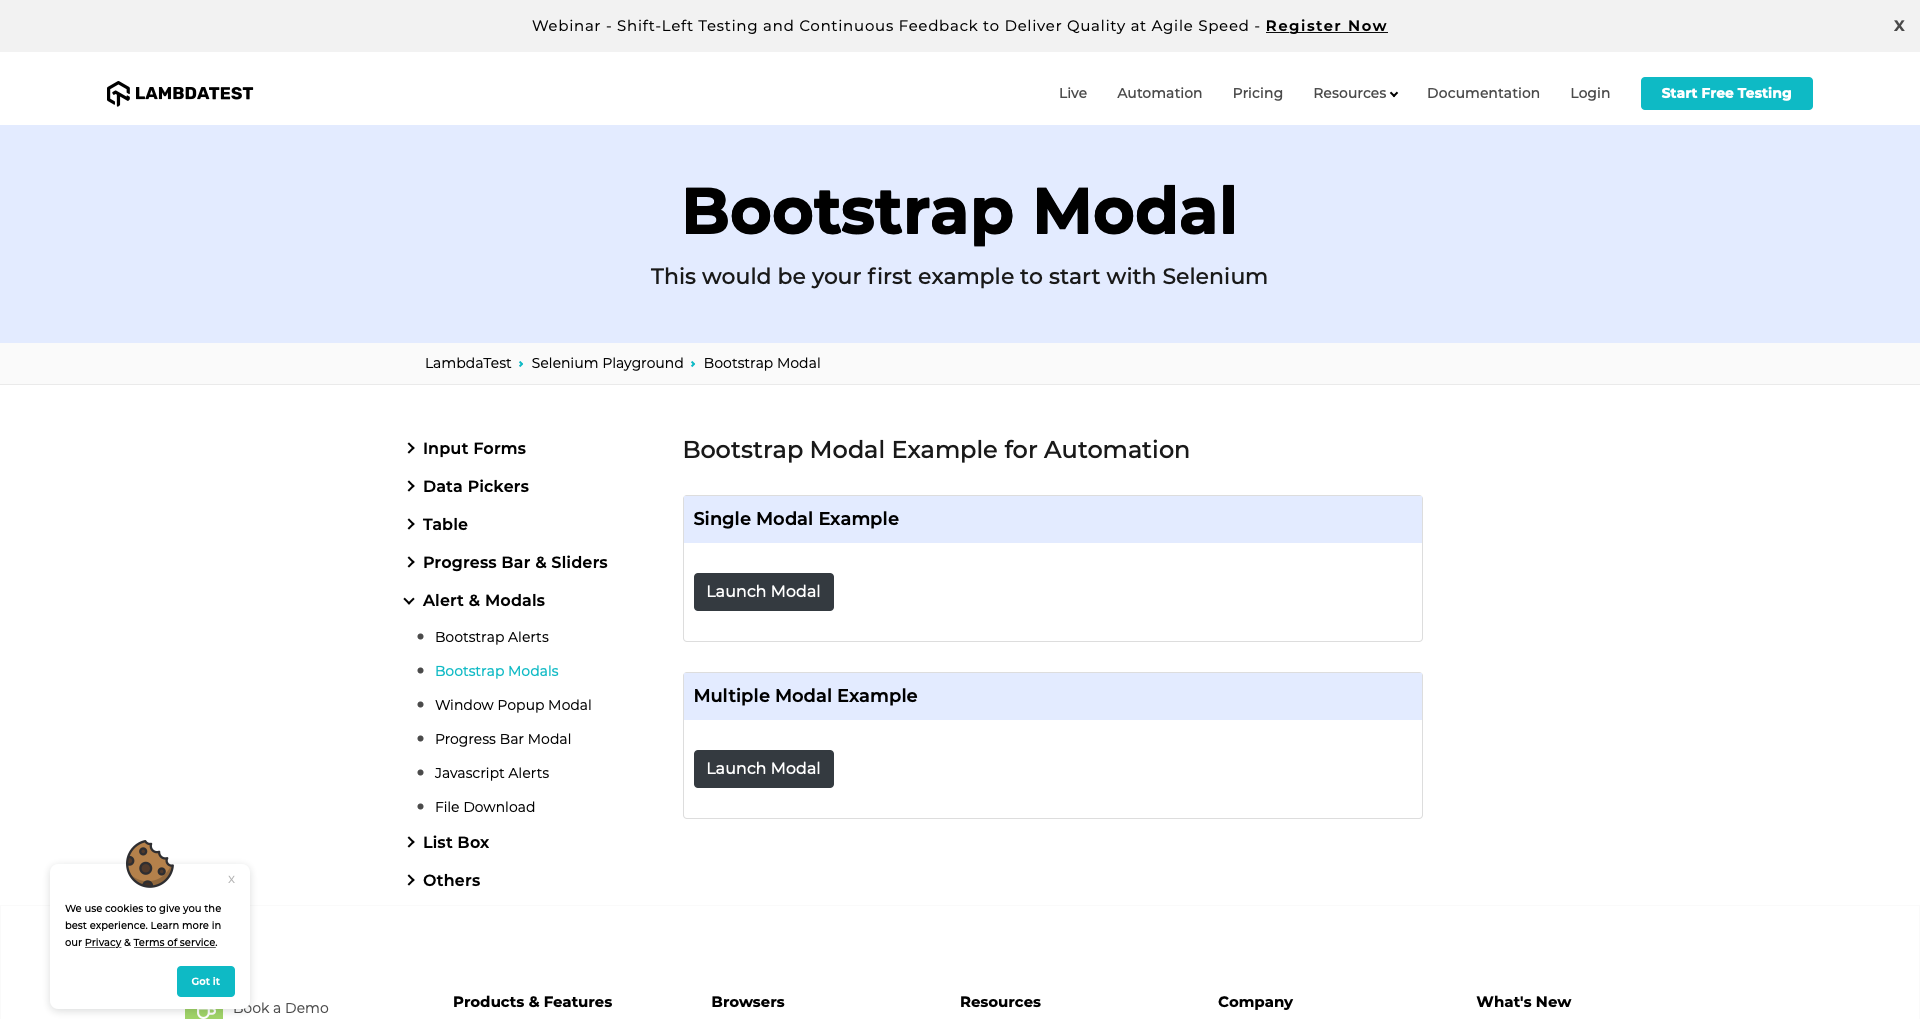 Webinar - Shift-Left Testing and Continuous Feedback to Deliver Quality at Agile Speed - Register Now
X
LAMBDATEST
Live
Automation
Pricing
Resources
Documentation
Login
Start Free Testing
Bootstrap Modal
This would be your first example to start with Selenium
LambdaTest › Selenium Playground › Bootstrap Modal
Input Forms
Data Pickers
Table
Progress Bar & Sliders
Alert & Modals
Bootstrap Alerts
Bootstrap Modals
Window Popup Modal
Progress Bar Modal
Javascript Alerts
File Download
List Box
Others
Bootstrap Modal Example for Automation
Single Modal Example
Launch Modal
Multiple Modal Example
Launch Modal
X
We use cookies to give you the
best experience. Learn more in
our Privacy & Terms of service.
Got it
Book a Demo
Products & Features
Browsers
Resources
Company
What's New